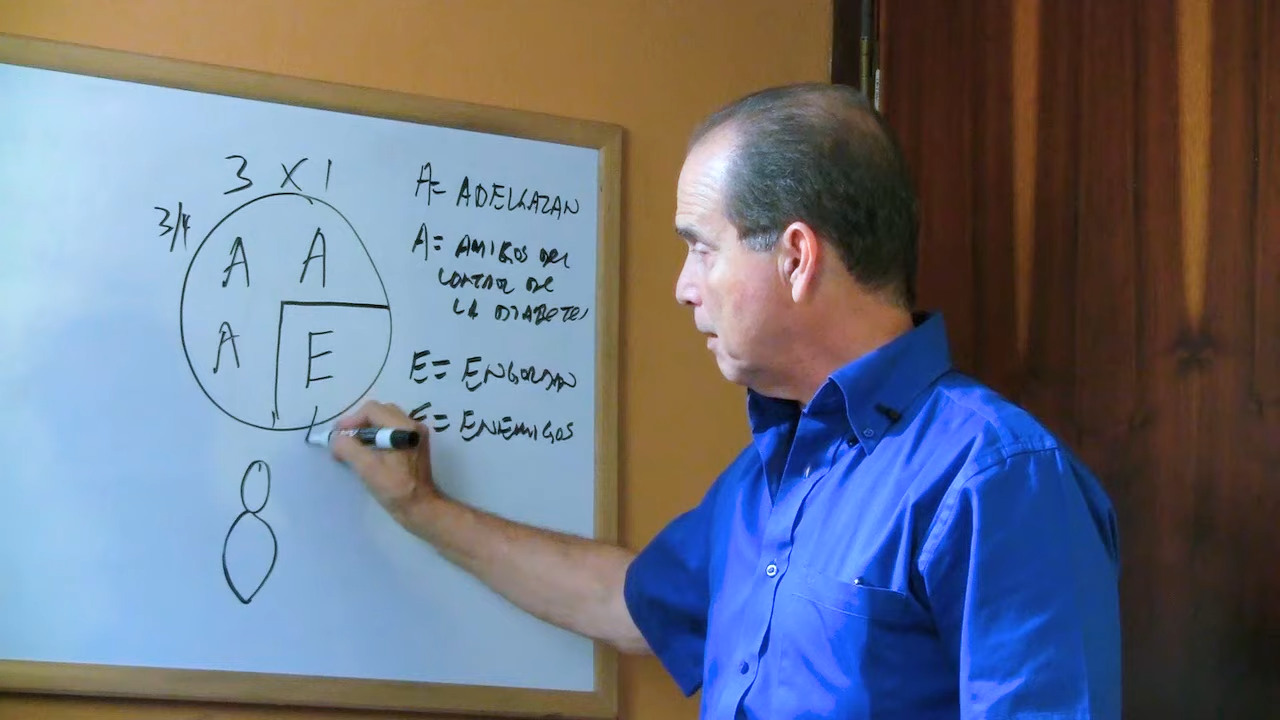 3 X 1
3/4
A A
A E
8
A= ADELGAZAN
A= AMIGOS DEL
CONTROL DE
LA DIABETES
E= ENGORDAN
E= ENEMIGOS